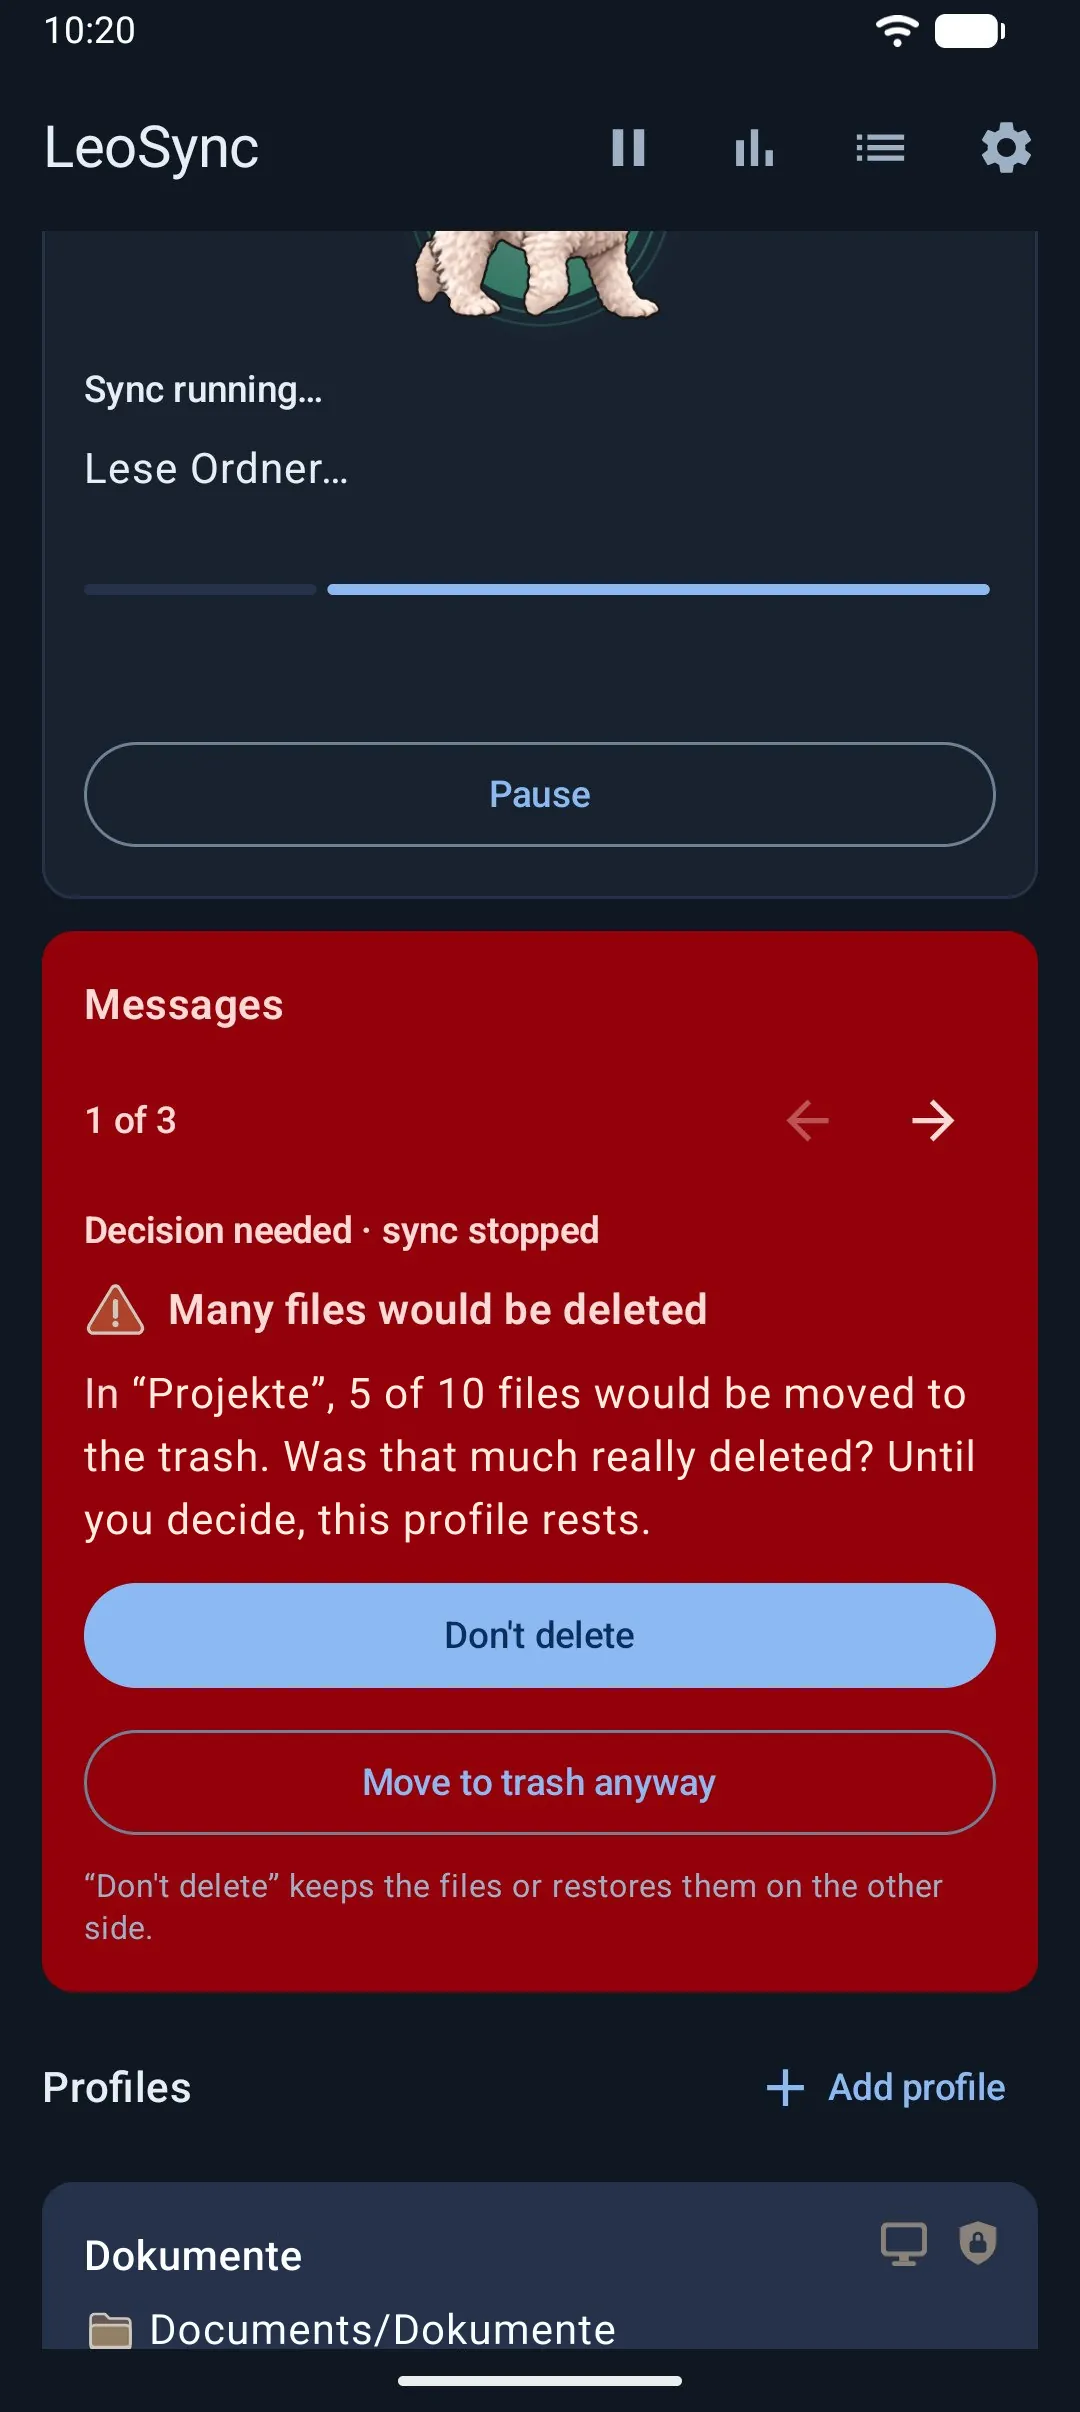 10:20
LeoSync
Sync running…
Lese Ordner…
Pause
Messages
1 of 3
Decision needed · sync stopped
Many files would be deleted
In “Projekte”, 5 of 10 files would be moved to
the trash. Was that much really deleted? Until
you decide, this profile rests.
Don't delete
Move to trash anyway
“Don't delete” keeps the files or restores them on the other
side.
Profiles
Add profile
Dokumente
Documents/Dokumente